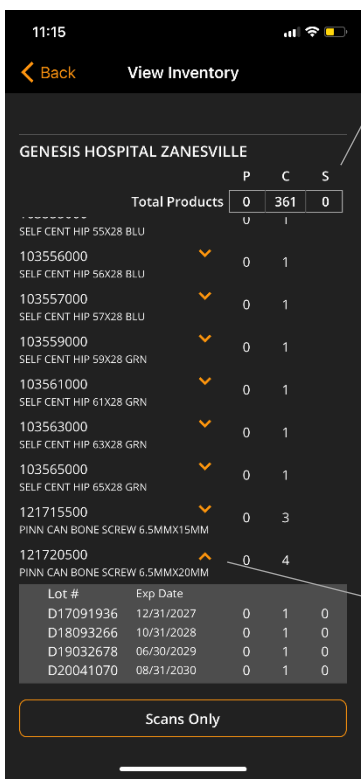 11:15
Back View Inventory
GENESIS HOSPITAL ZANESVILLE
P C S
Total Products 0 361 0
SELF CENT HIP 55X28 BLU
103556000 0 1
SELF CENT HIP 56X28 BLU
103557000 0 1
SELF CENT HIP 57X28 BLU
103559000 0 1
SELF CENT HIP 59X28 GRN
103561000 0 1
SELF CENT HIP 61X28 GRN
103563000 0 1
SELF CENT HIP 63X28 GRN
103565000 0 1
SELF CENT HIP 65X28 GRN
121715500 0 3
PINN CAN BONE SCREW 6.5MMX15MM
121720500 0 4
PINN CAN BONE SCREW 6.5MMX20MM
Lot # Exp Date
D17091936 12/31/2027 0 1 0
D18093266 10/31/2028 0 1 0
D19032678 06/30/2029 0 1 0
D20041070 08/31/2030 0 1 0
Scans Only